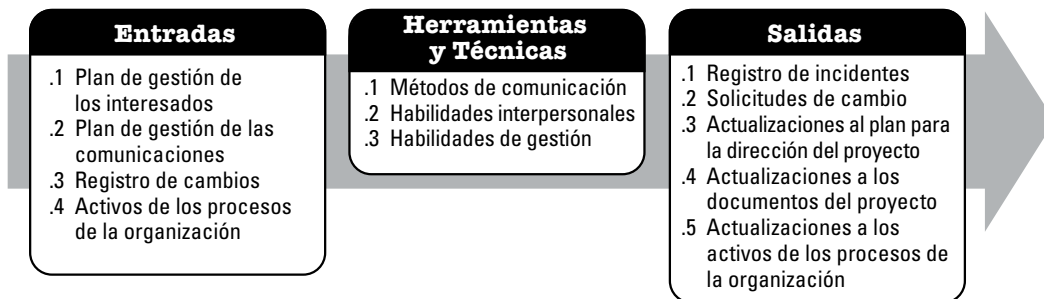 Entradas
.1 Plan de gestión de
los interesados
.2 Plan de gestión de las
comunicaciones
.3 Registro de cambios
.4 Activos de los procesos
de la organización
Herramientas
y Técnicas
.1 Métodos de comunicación
.2 Habilidades interpersonales
.3 Habilidades de gestión
Salidas
.1 Registro de incidentes
.2 Solicitudes de cambio
.3 Actualizaciones al plan para
la dirección del proyecto
.4 Actualizaciones a los
documentos del proyecto
.5 Actualizaciones a los
activos de los procesos de
la organización